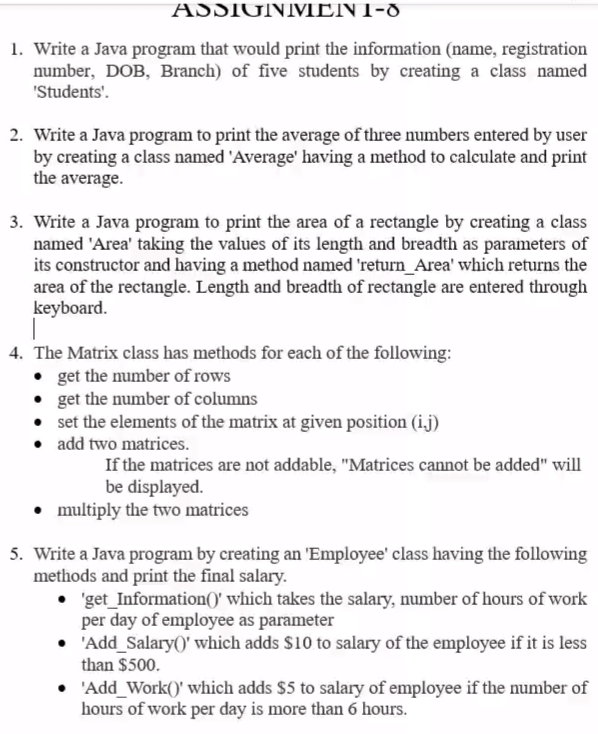 ASSIGNMENT-8
1. Write a Java program that would print the information (name, registration
number, DOB, Branch) of five students by creating a class named
'Students'.
2. Write a Java program to print the average of three numbers entered by user
by creating a class named 'Average' having a method to calculate and print
the average.
3. Write a Java program to print the area of a rectangle by creating a class
named 'Area' taking the values of its length and breadth as parameters of
its constructor and having a method named 'return_Area' which returns the
area of the rectangle. Length and breadth of rectangle are entered through
keyboard.
4. The Matrix class has methods for each of the following:
• get the number of rows
• get the number of columns
• set the elements of the matrix at given position (i,j)
• add two matrices.
If the matrices are not addable, "Matrices cannot be added" will
be displayed.
• multiply the two matrices
5. Write a Java program by creating an 'Employee' class having the following
methods and print the final salary.
• 'get_Information()' which takes the salary, number of hours of work
per day of employee as parameter
• 'Add_Salary()' which adds $10 to salary of the employee if it is less
than $500.
• 'Add_Work()' which adds $5 to salary of employee if the number of
hours of work per day is more than 6 hours.